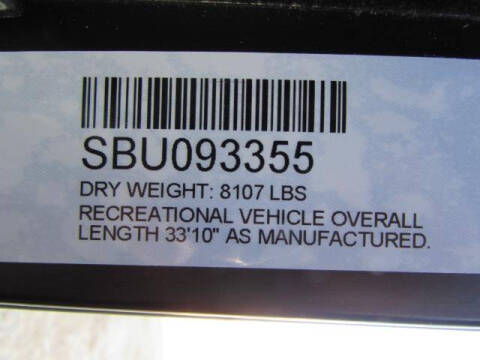 SBU093355
DRY WEIGHT: 8107 LBS
RECREATIONAL VEHICLE OVERALL
LENGTH 33'10" AS MANUFACTURED.